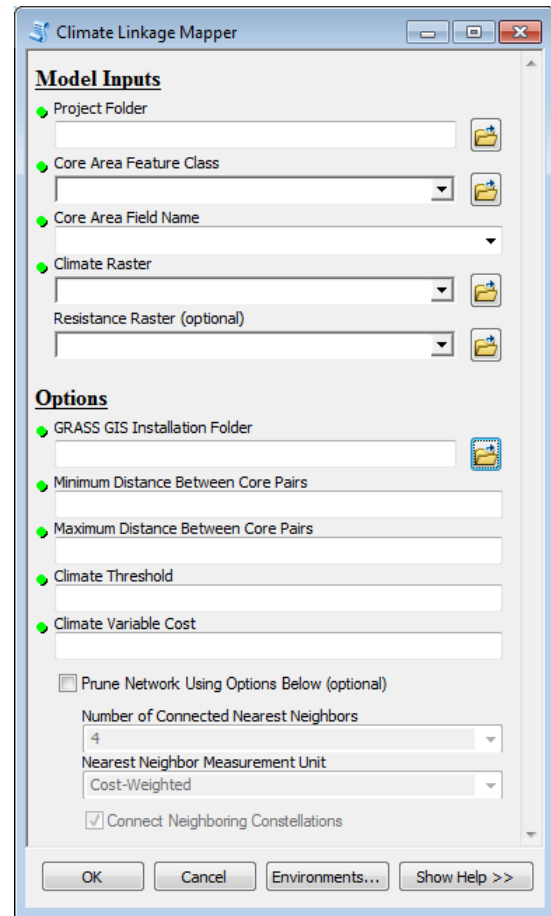 Climate Linkage Mapper
Model Inputs
Project Folder
Core Area Feature Class
Core Area Field Name
Climate Raster
Resistance Raster (optional)
Options
GRASS GIS Installation Folder
Minimum Distance Between Core Pairs
Maximum Distance Between Core Pairs
Climate Threshold
Climate Variable Cost
Prune Network Using Options Below (optional)
Number of Connected Nearest Neighbors
4
Nearest Neighbor Measurement Unit
Cost-Weighted
Connect Neighboring Constellations
OK Cancel Environments... Show Help >>